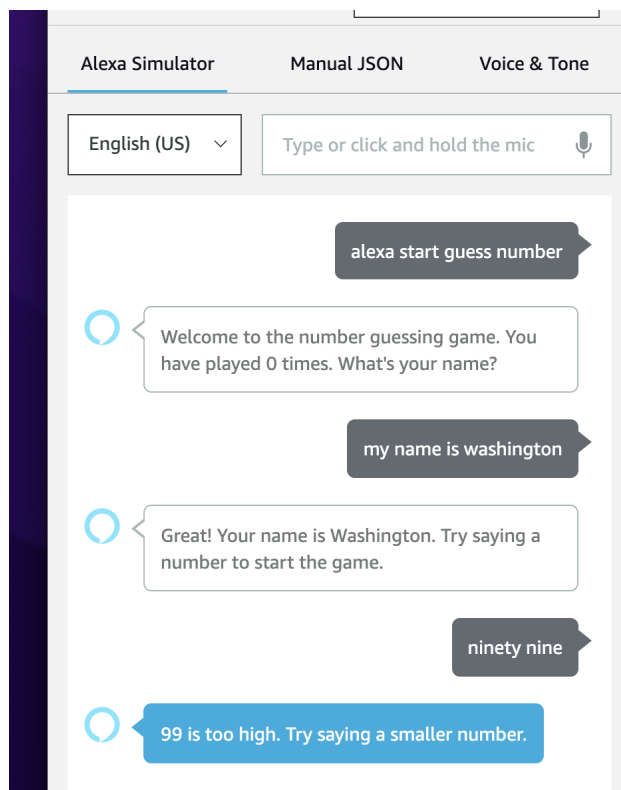 Alexa Simulator Manual JSON Voice & Tone
English (US) Type or click and hold the mic
alexa start guess number
Welcome to the number guessing game. You
have played 0 times. What's your name?
my name is washington
Great! Your name is Washington. Try saying a
number to start the game.
ninety nine
99 is too high. Try saying a smaller number.